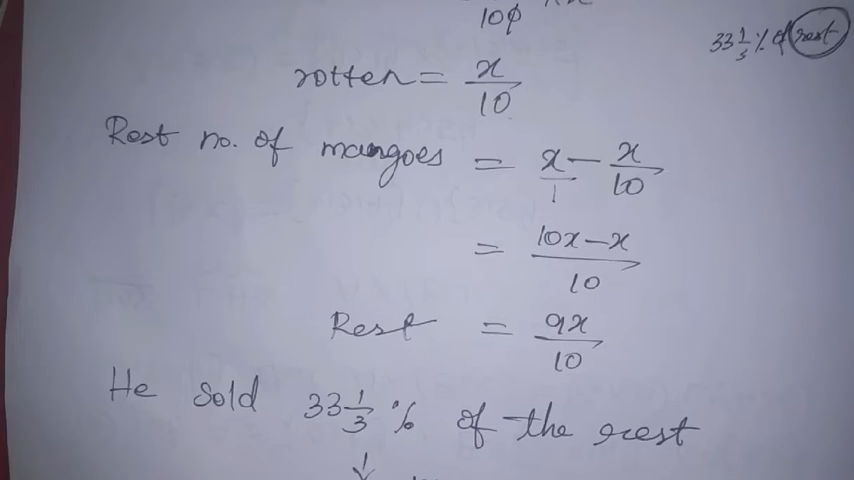 10φ
33 1/3 % of rest
rotten = x/10
Rest no. of mangoes = x/1 − x/10
= 10x−x/10
Rest = 9x/10
He sold 33 1/3 % of the rest
↓